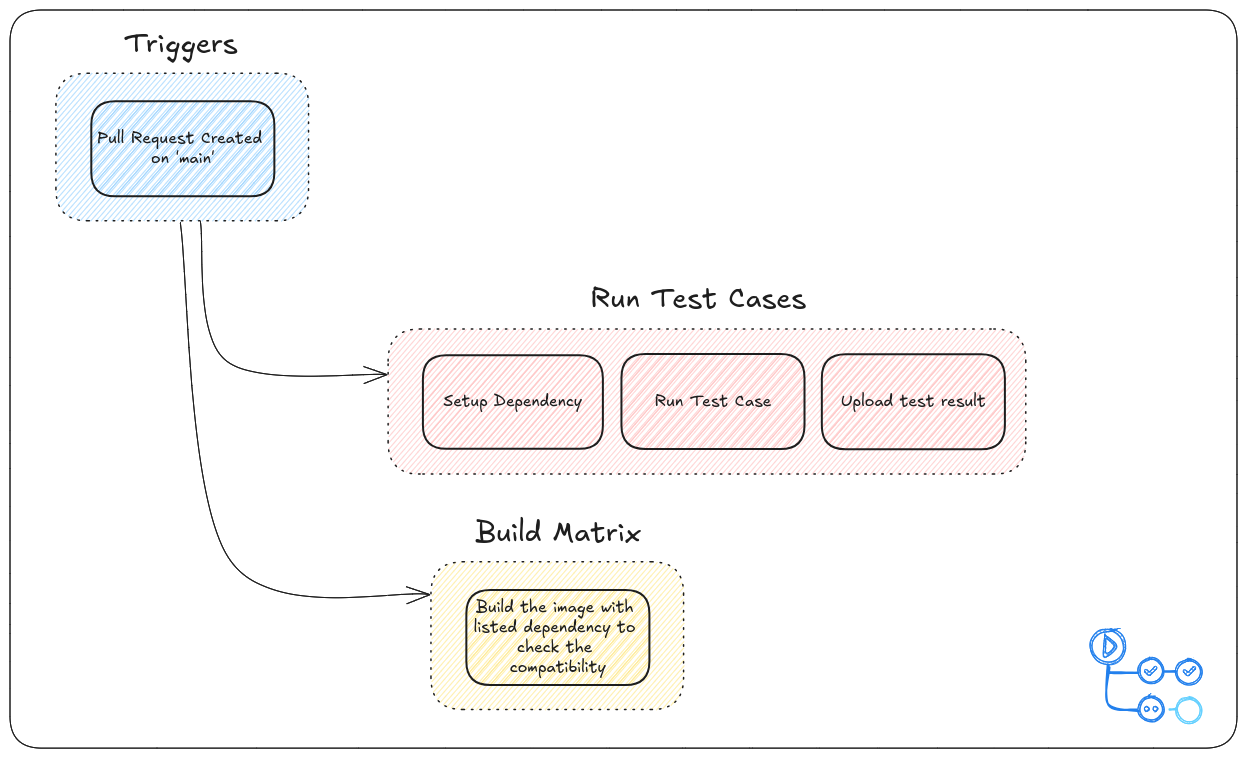 Triggers
Pull Request Created
on 'main'
Run Test Cases
Setup Dependency
Run Test Case
Upload test result
Build Matrix
Build the image with
listed dependency to
check the
compatibility